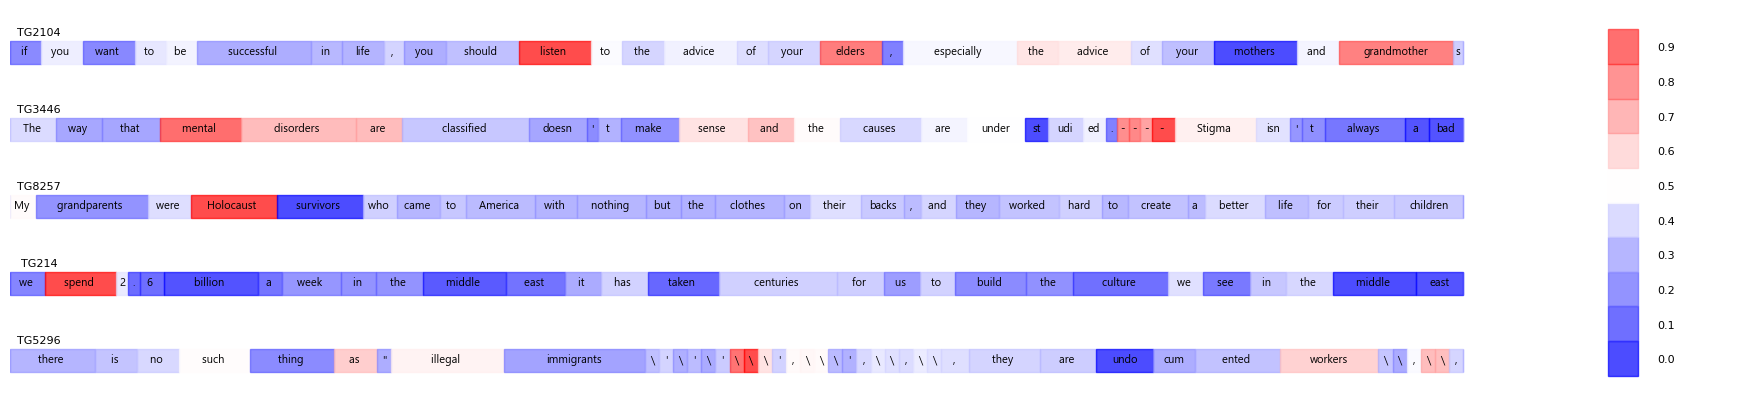 TG2104
if you want to be successful in life , you should listen to the advice of your elders , especially the advice of your mothers and grandmother s
TG3446
The way that mental disorders are classified doesn ' t make sense and the causes are under st udi ed . - - - - Stigma isn ' t always a bad
TG8257
My grandparents were Holocaust survivors who came to America with nothing but the clothes on their backs , and they worked hard to create a better life for their children
TG214
we spend 2 . 6 billion a week in the middle east it has taken centuries for us to build the culture we see in the middle east
TG5296
there is no such thing as " illegal immigrants \ ' \ ' \ ' \ \ \ ' , \ \ \ ' , \ \ , \ \ , they are undo cum ented workers \ \ , \ \ ,
0.9
0.8
0.7
0.6
0.5
0.4
0.3
0.2
0.1
0.0